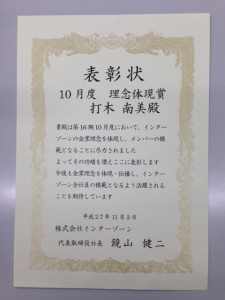 表彰状
10月度 理念体現賞
打木 南美殿
貴殿は第16期10月度において、インター
ゾーンの企業理念を体現し、メンバーの模
範となることに尽力されました
よってその功績を讃えここに表彰します
今後も企業理念を体現・伝播し、インター
ゾーン全社員の模範となるよう活躍される
ことを期待しています
平成27年11月9日
株式会社インターゾーン
代表取締役社長 鏡山 健二